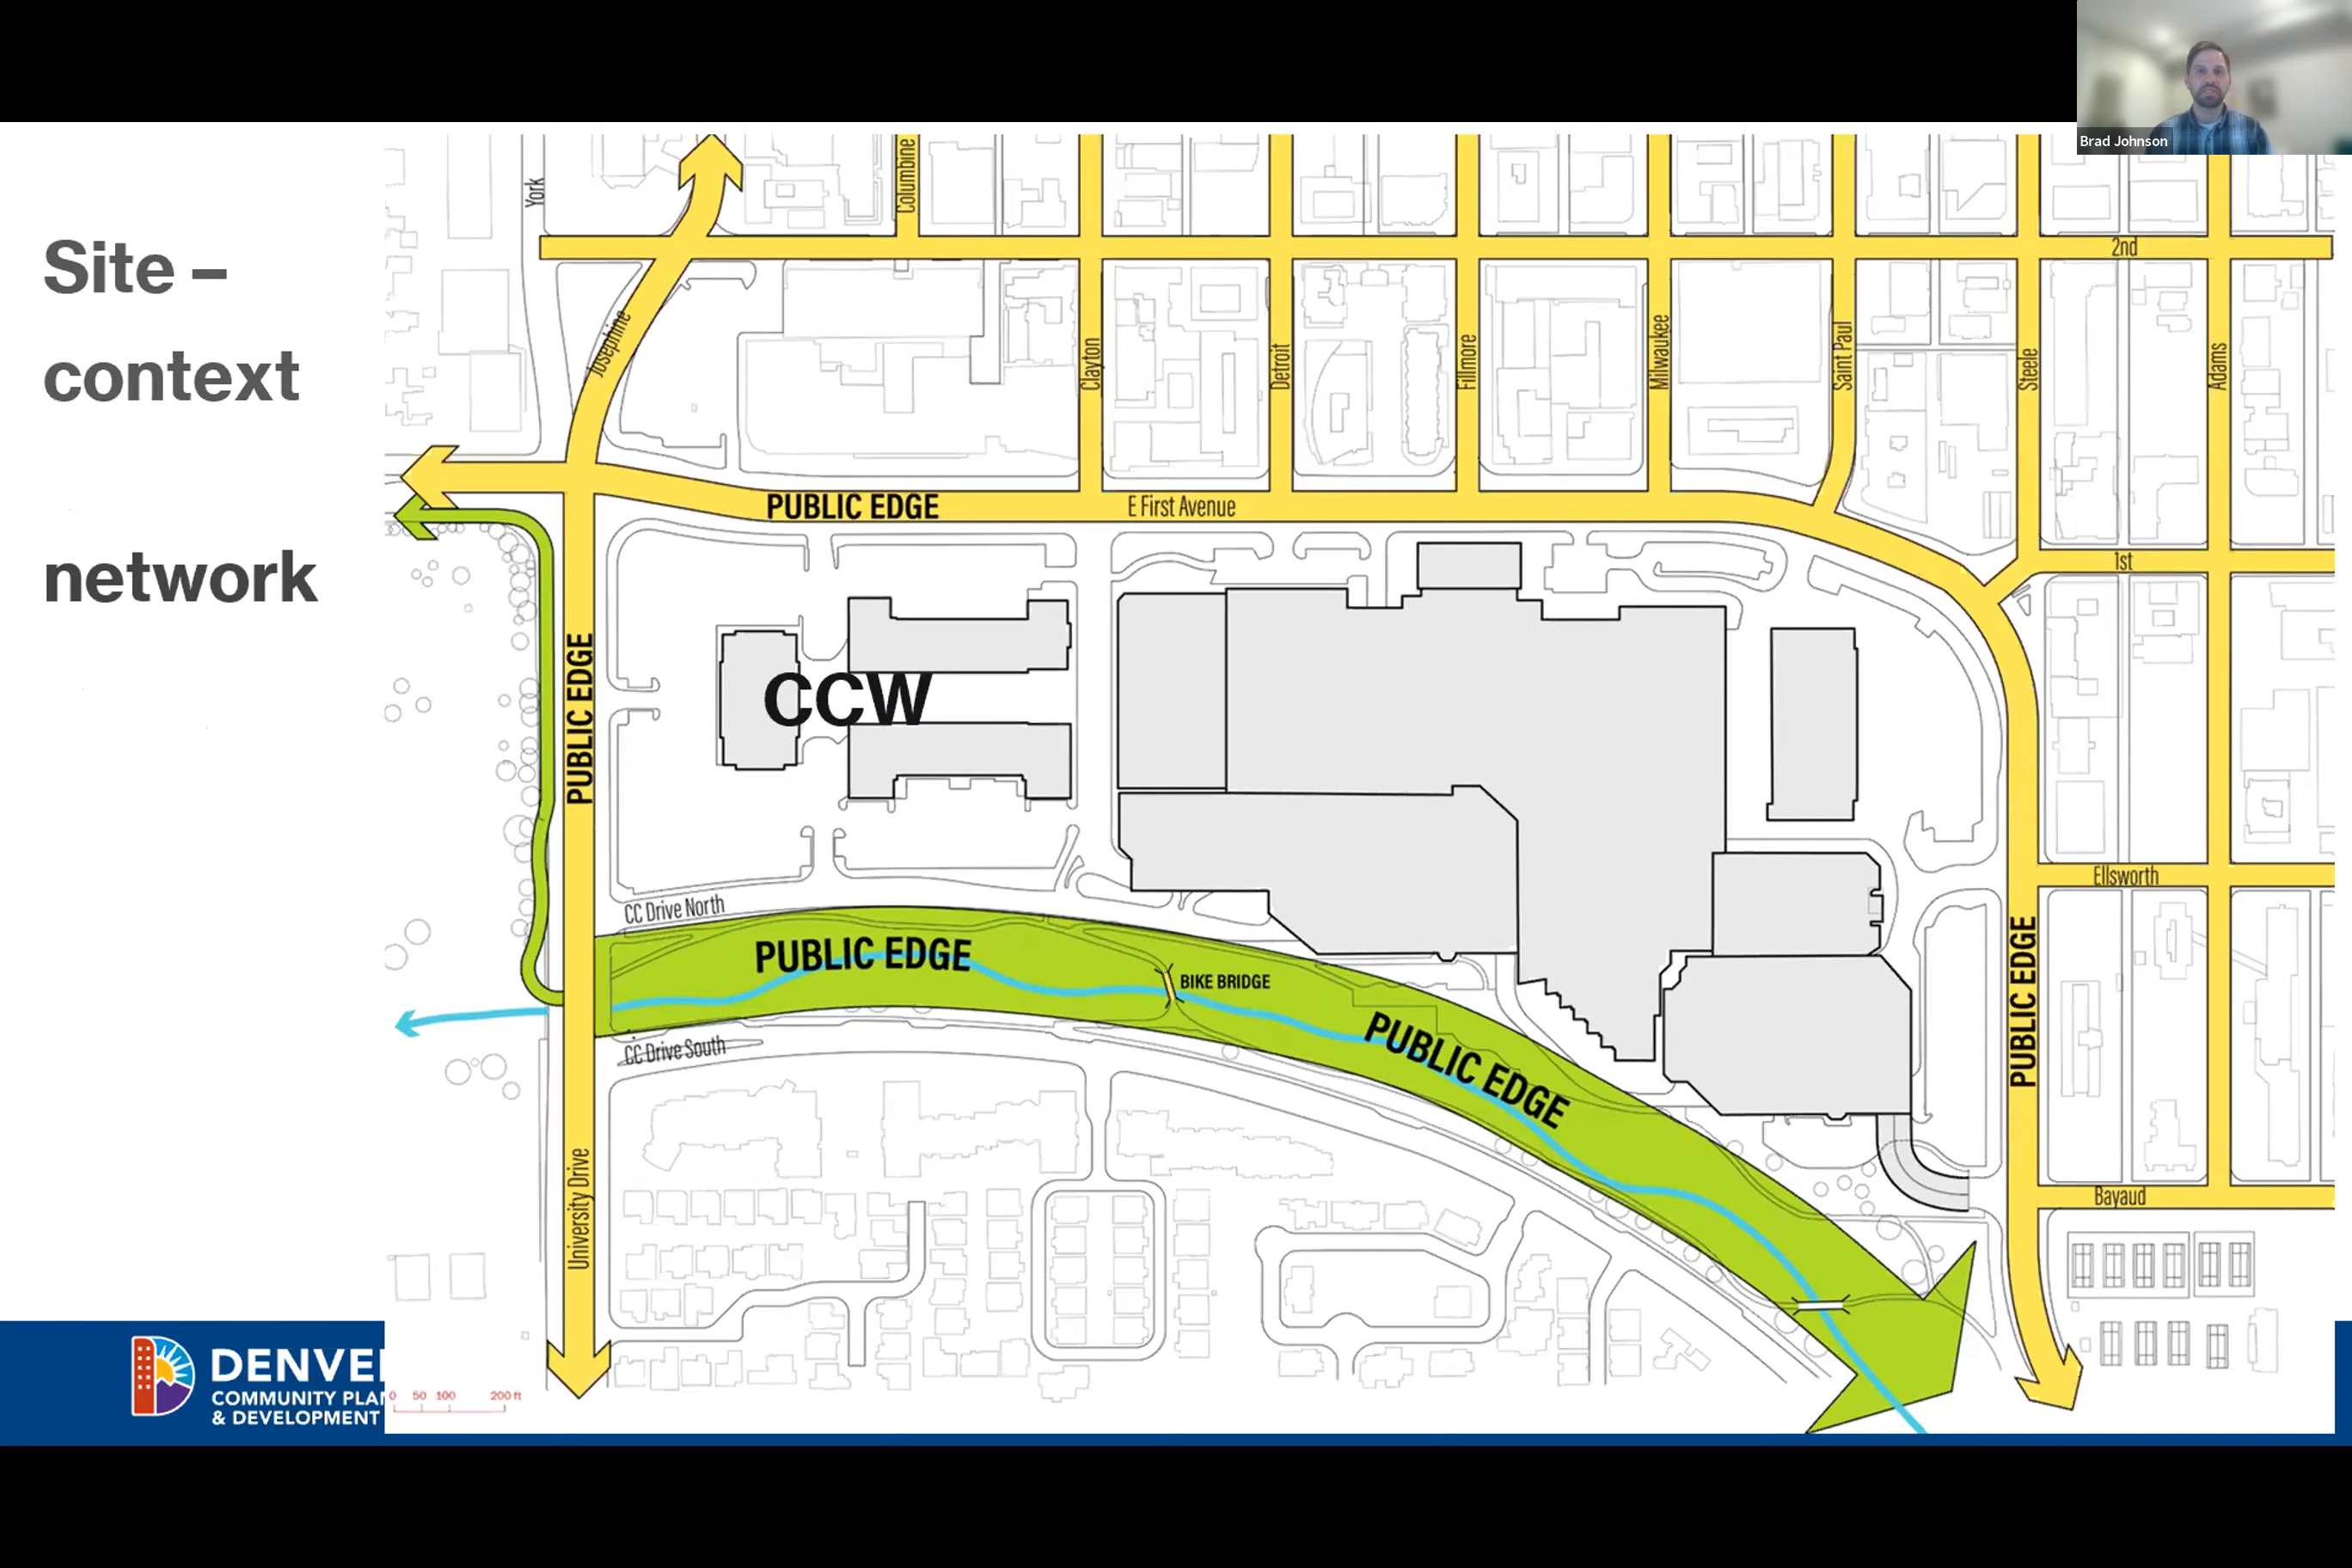 Brad Johnson
Site –
context
network
York
Columbine
2nd
Josephine
Clayton
Detroit
Fillmore
Milwaukee
Saint Paul
Steele
Adams
PUBLIC EDGE
E First Avenue
1st
PUBLIC EDGE
CCW
Ellsworth
CC Drive North
PUBLIC EDGE
BIKE BRIDGE
PUBLIC EDGE
PUBLIC EDGE
CC Drive South
University Drive
Bayaud
DENVE
COMMUNITY PLA
& DEVELOPMENT
0 50 100 200 ft